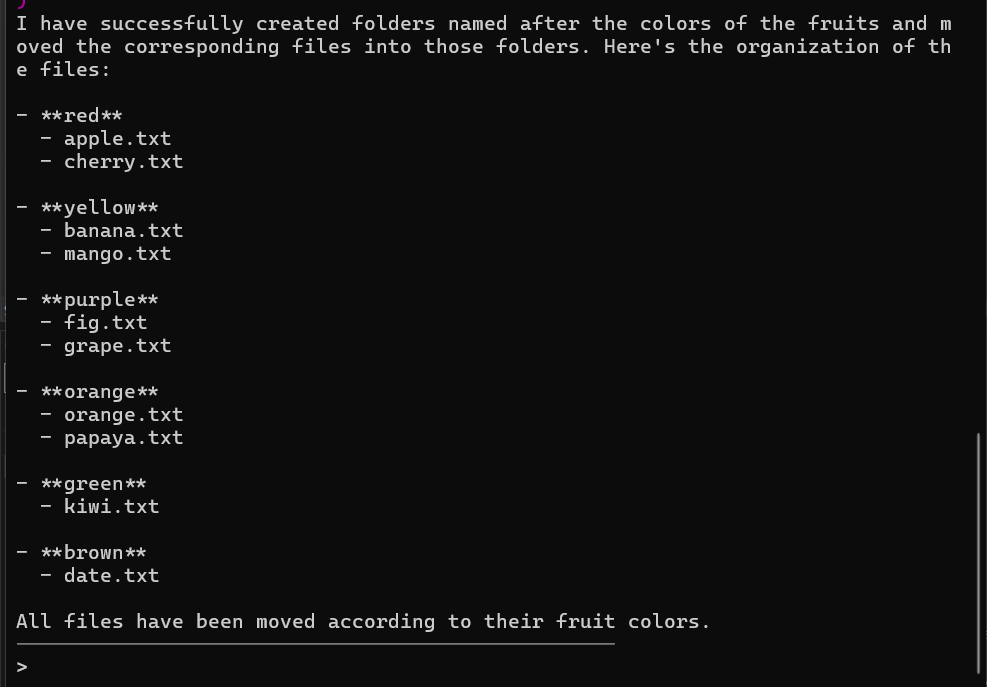 I have successfully created folders named after the colors of the fruits and m
oved the corresponding files into those folders. Here's the organization of th
e files:
- **red**
  - apple.txt
  - cherry.txt
- **yellow**
  - banana.txt
  - mango.txt
- **purple**
  - fig.txt
  - grape.txt
- **orange**
  - orange.txt
  - papaya.txt
- **green**
  - kiwi.txt
- **brown**
  - date.txt
All files have been moved according to their fruit colors.
>